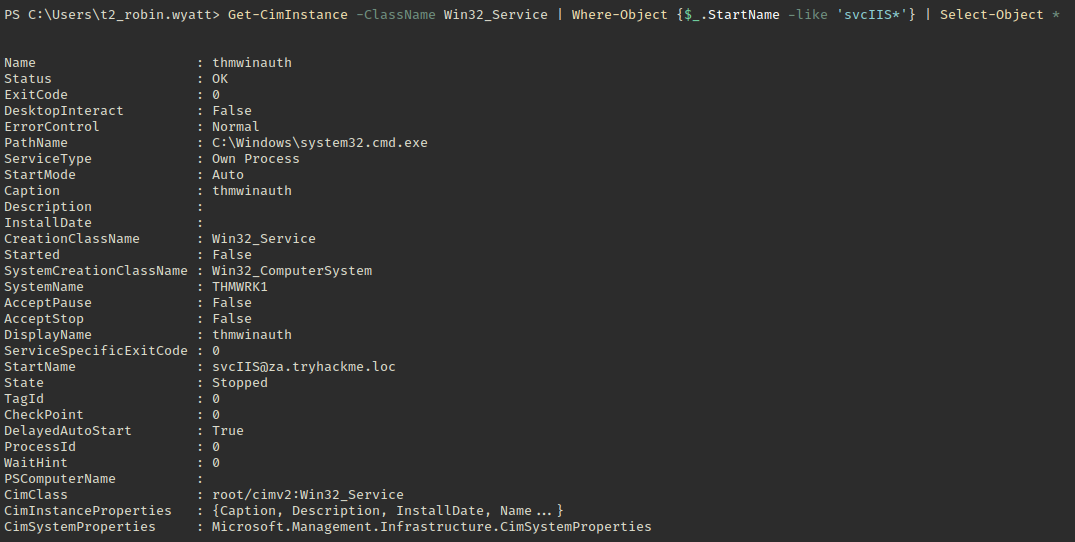 PS C:\Users\t2_robin.wyatt> Get-CimInstance -ClassName Win32_Service | Where-Object {$_.StartName -like 'svcIIS*'} | Select-Object *
Name : thmwinauth
Status : OK
ExitCode : 0
DesktopInteract : False
ErrorControl : Normal
PathName : C:\Windows\system32.cmd.exe
ServiceType : Own Process
StartMode : Auto
Caption : thmwinauth
Description :
InstallDate :
CreationClassName : Win32_Service
Started : False
SystemCreationClassName : Win32_ComputerSystem
SystemName : THMWRK1
AcceptPause : False
AcceptStop : False
DisplayName : thmwinauth
ServiceSpecificExitCode : 0
StartName : svcIIS@za.tryhackme.loc
State : Stopped
TagId : 0
CheckPoint : 0
DelayedAutoStart : True
ProcessId : 0
WaitHint : 0
PSComputerName :
CimClass : root/cimv2:Win32_Service
CimInstanceProperties : {Caption, Description, InstallDate, Name...}
CimSystemProperties : Microsoft.Management.Infrastructure.CimSystemProperties